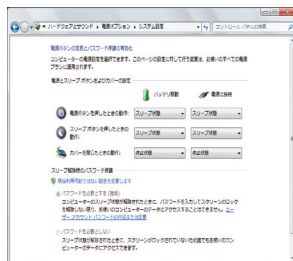 ハードウェアとサウンド ▸ 電源オプション ▸ システム設定
コントロール パネルの検索
電源ボタンの定義とパスワード保護の有効化
コンピューターの電源設定を選択できます。このページの設定に対して行う変更は、お使いのすべての電源
プランに適用されます。
電源とスリープ ボタンおよびカバーの設定
バッテリ駆動
電源に接続
電源ボタンを押したときの動作:
スリープ状態
スリープ状態
スリープ ボタンを押したときの
動作:
スリープ状態
スリープ状態
カバーを閉じたときの動作:
休止状態
休止状態
スリープ解除時のパスワード保護
現在利用可能ではない設定を変更します
パスワードを必要とする (推奨)
コンピューターのスリープ状態が解除されたときに、パスワードを入力してスクリーンのロック
を解除しない限り、お使いのコンピューターのデータにアクセスすることはできません。ユー
ザー アカウント パスワードの作成または変更
パスワードを必要としない
スリープ状態が解除されたときに、スクリーンがロックされていないため誰でもお使いのコン
ピューターのデータにアクセスできます。